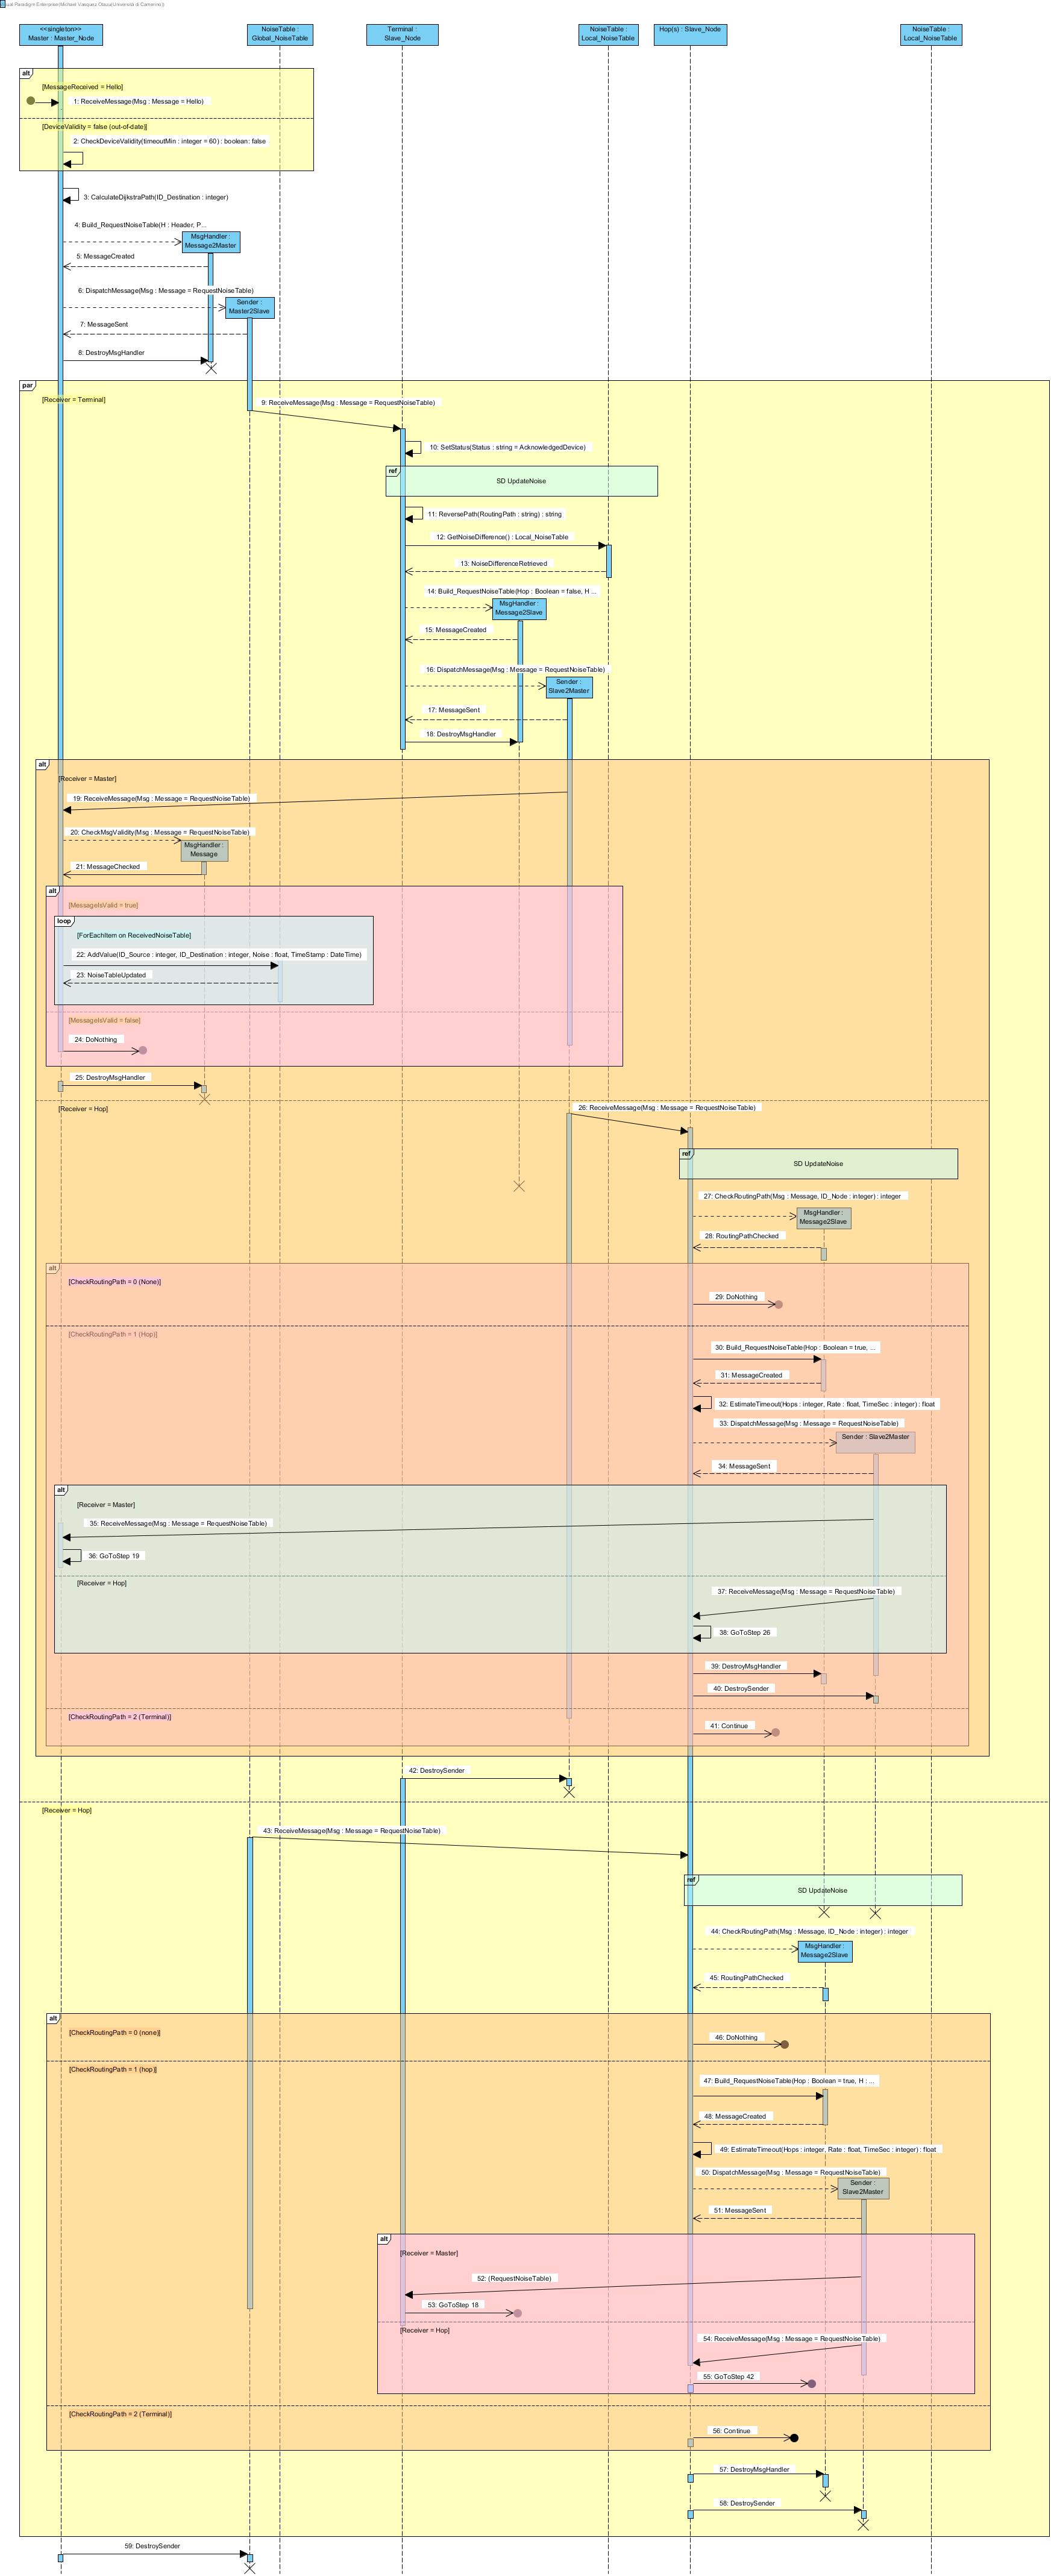 Visual Paradigm Enterprise(Michael Vasquez Otazu(Università di Camerino))
<<singleton>>
Master : Master_Node
NoiseTable :
Global_NoiseTable
Terminal :
Slave_Node
NoiseTable :
Local_NoiseTable
Hop(s) : Slave_Node
NoiseTable :
Local_NoiseTable
alt
[MessageReceived = Hello]
1: ReceiveMessage(Msg : Message = Hello)
[DeviceValidity = false (out-of-date)]
2: CheckDeviceValidity(timeoutMin : integer = 60) : boolean: false
3: CalculateDijkstraPath(ID_Destination : integer)
4: Build_RequestNoiseTable(H : Header, P...
MsgHandler :
Message2Master
5: MessageCreated
6: DispatchMessage(Msg : Message = RequestNoiseTable)
Sender :
Master2Slave
7: MessageSent
8: DestroyMsgHandler
par
[Receiver = Terminal]
9: ReceiveMessage(Msg : Message = RequestNoiseTable)
10: SetStatus(Status : string = AcknowledgedDevice)
ref
SD UpdateNoise
11: ReversePath(RoutingPath : string) : string
12: GetNoiseDifference() : Local_NoiseTable
13: NoiseDifferenceRetrieved
14: Build_RequestNoiseTable(Hop : Boolean = false, H ...
MsgHandler :
Message2Slave
15: MessageCreated
16: DispatchMessage(Msg : Message = RequestNoiseTable)
Sender :
Slave2Master
17: MessageSent
18: DestroyMsgHandler
alt
[Receiver = Master]
19: ReceiveMessage(Msg : Message = RequestNoiseTable)
20: CheckMsgValidity(Msg : Message = RequestNoiseTable)
MsgHandler :
Message
21: MessageChecked
alt
[MessageIsValid = true]
loop
[ForEachItem on ReceivedNoiseTable]
22: AddValue(ID_Source : integer, ID_Destination : integer, Noise : float, TimeStamp : DateTime)
23: NoiseTableUpdated
[MessageIsValid = false]
24: DoNothing
25: DestroyMsgHandler
[Receiver = Hop]
26: ReceiveMessage(Msg : Message = RequestNoiseTable)
ref
SD UpdateNoise
27: CheckRoutingPath(Msg : Message, ID_Node : integer) : integer
MsgHandler :
Message2Slave
28: RoutingPathChecked
alt
[CheckRoutingPath = 0 (None)]
29: DoNothing
[CheckRoutingPath = 1 (Hop)]
30: Build_RequestNoiseTable(Hop : Boolean = true, ...
31: MessageCreated
32: EstimateTimeout(Hops : integer, Rate : float, TimeSec : integer) : float
33: DispatchMessage(Msg : Message = RequestNoiseTable)
Sender : Slave2Master
34: MessageSent
alt
[Receiver = Master]
35: ReceiveMessage(Msg : Message = RequestNoiseTable)
36: GoToStep 19
[Receiver = Hop]
37: ReceiveMessage(Msg : Message = RequestNoiseTable)
38: GoToStep 26
39: DestroyMsgHandler
40: DestroySender
[CheckRoutingPath = 2 (Terminal)]
41: Continue
42: DestroySender
[Receiver = Hop]
43: ReceiveMessage(Msg : Message = RequestNoiseTable)
ref
SD UpdateNoise
44: CheckRoutingPath(Msg : Message, ID_Node : integer) : integer
MsgHandler :
Message2Slave
45: RoutingPathChecked
alt
[CheckRoutingPath = 0 (none)]
46: DoNothing
[CheckRoutingPath = 1 (hop)]
47: Build_RequestNoiseTable(Hop : Boolean = true, H : ...
48: MessageCreated
49: EstimateTimeout(Hops : integer, Rate : float, TimeSec : integer) : float
50: DispatchMessage(Msg : Message = RequestNoiseTable)
Sender :
Slave2Master
51: MessageSent
alt
[Receiver = Master]
52: (RequestNoiseTable)
53: GoToStep 18
[Receiver = Hop]
54: ReceiveMessage(Msg : Message = RequestNoiseTable)
55: GoToStep 42
[CheckRoutingPath = 2 (Terminal)]
56: Continue
57: DestroyMsgHandler
58: DestroySender
59: DestroySender